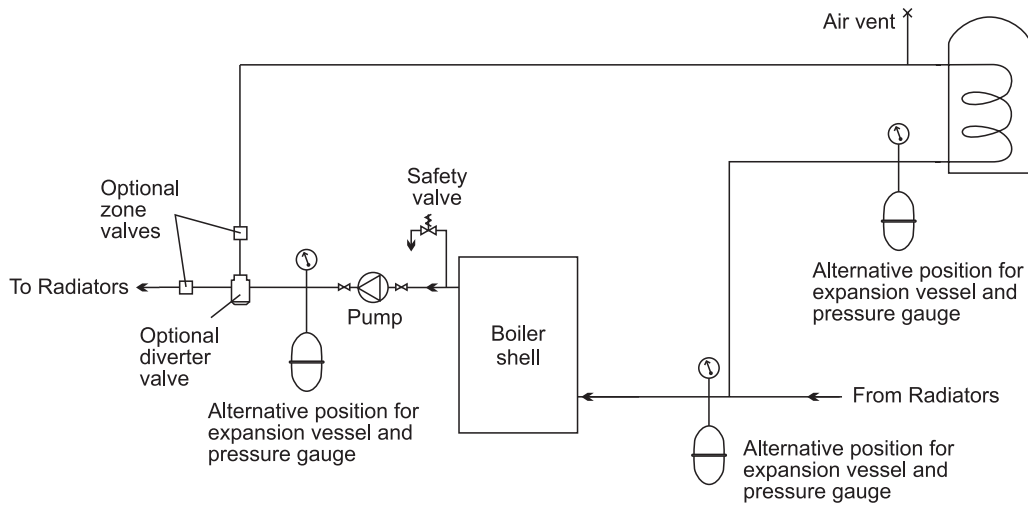 Air vent
Safety
valve
Optional
zone
valves
To Radiators
Pump
Optional
diverter
valve
Boiler
shell
Alternative position for
expansion vessel and
pressure gauge
Alternative position for
expansion vessel and
pressure gauge
From Radiators
Alternative position for
expansion vessel and
pressure gauge